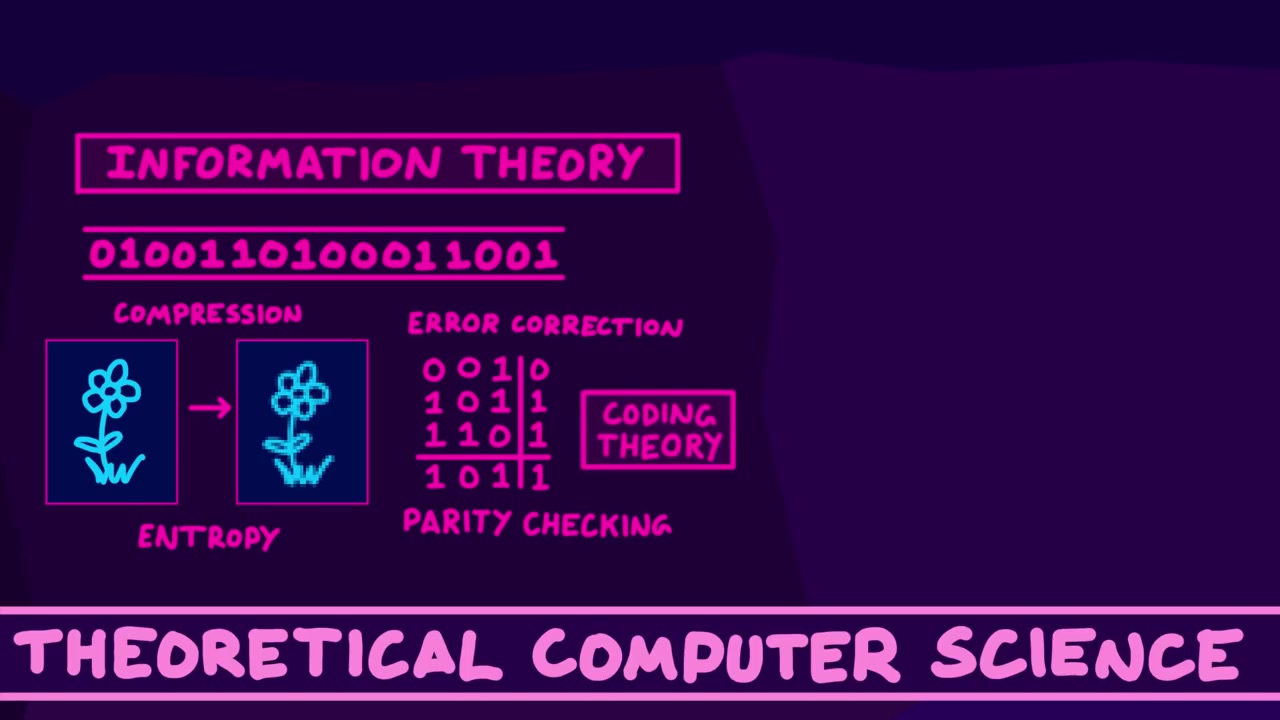 INFORMATION THEORY
0100110100011001
COMPRESSION
ERROR CORRECTION
0 0 1 0
1 0 1 1
1 1 0 1
1 0 1 1
CODING
THEORY
ENTROPY
PARITY CHECKING
THEORETICAL COMPUTER SCIENCE